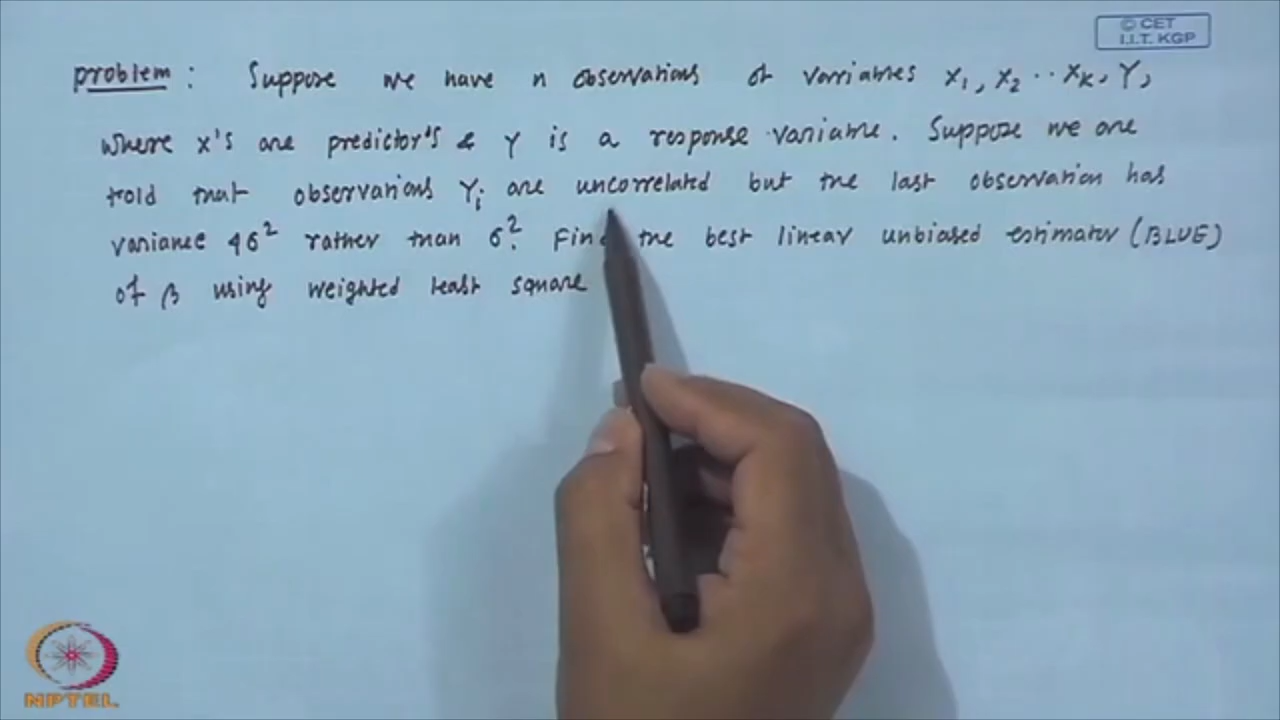 © CET
I.I.T. KGP
problem : Suppose we have n observations of variables X1, X2 .. XK, Y,
where X's are predictor's & Y is a response variable. Suppose we are
told that observations Yi are uncorrelated but the last observation has
variance 4σ² rather than σ². Find the best linear unbiased estimator (BLUE)
of β using weighted least square
NPTEL